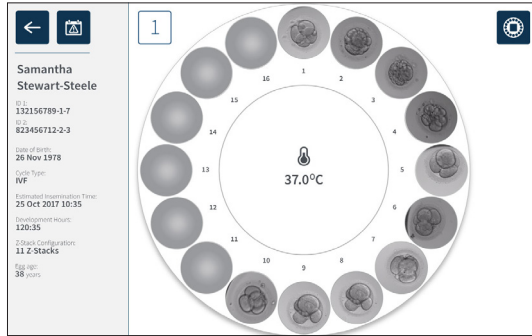 Samantha
Stewart-Steele
ID 1:
132156789-1-7
ID 2:
823456712-2-3
Date of Birth:
26 Nov 1978
Cycle Type:
IVF
Estimated Insemination Time:
25 Oct 2017 10:35
Development Hours:
120:35
Z-Stack Configuration:
11 Z-Stacks
Egg age:
38 years
1
1
2
3
4
5
6
7
8
9
10
11
12
13
14
15
16
37.0°C